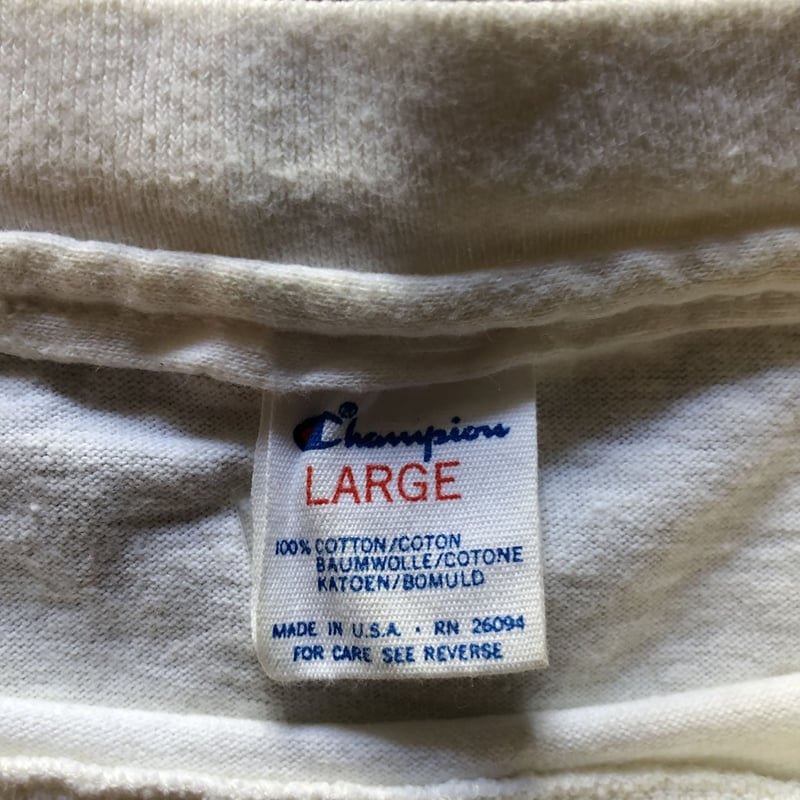 Champion®
LARGE
100% COTTON/COTON
BAUMWOLLE/COTONE
KATOEN/BOMULD
MADE IN U.S.A. • RN 26094
FOR CARE SEE REVERSE